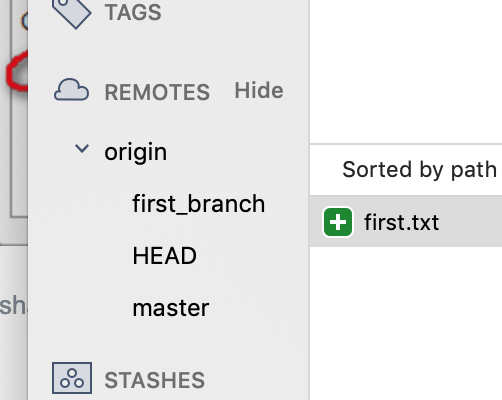 TAGS
REMOTES Hide
origin
first_branch
HEAD
master
STASHES
Sorted by path
first.txt